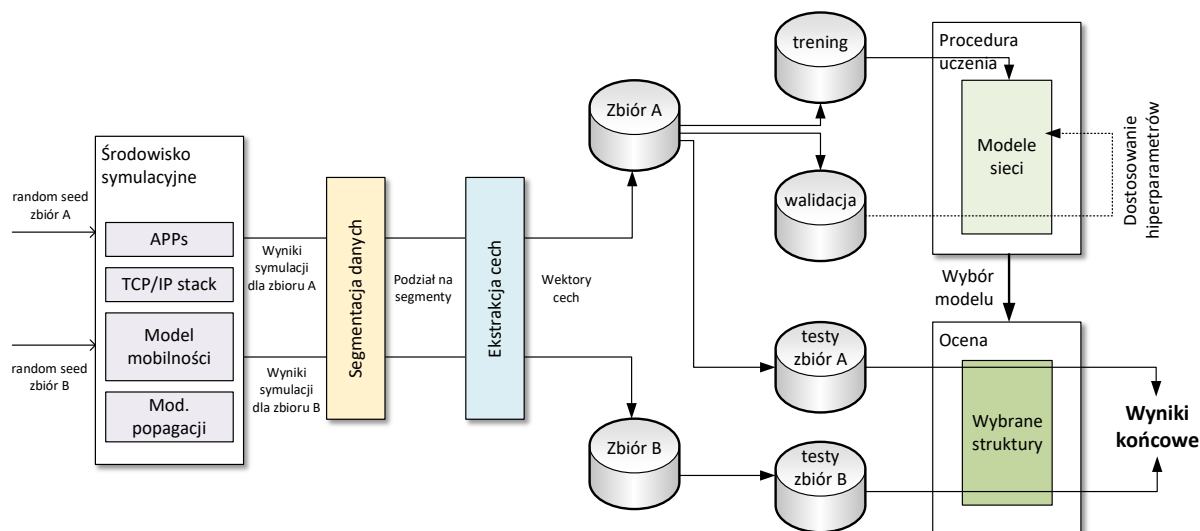 random seed
zbiór A
random seed
zbiór B
Środowisko
symulacyjne
APPs
TCP/IP stack
Model
mobilności
Mod.
propagacji
Wyniki
symulacji
dla zbioru A
Wyniki
symulacji
dla zbioru B
Segmentacja danych
Podział na
segmenty
Ekstrakcja cech
Wektory
cech
Zbiór A
Zbiór B
trening
walidacja
testy
zbiór A
testy
zbiór B
Procedura
uczenia
Modele
sieci
Dostosowanie
hiperparametrów
Wybór
modelu
Ocena
Wybrane
struktury
Wyniki
końcowe